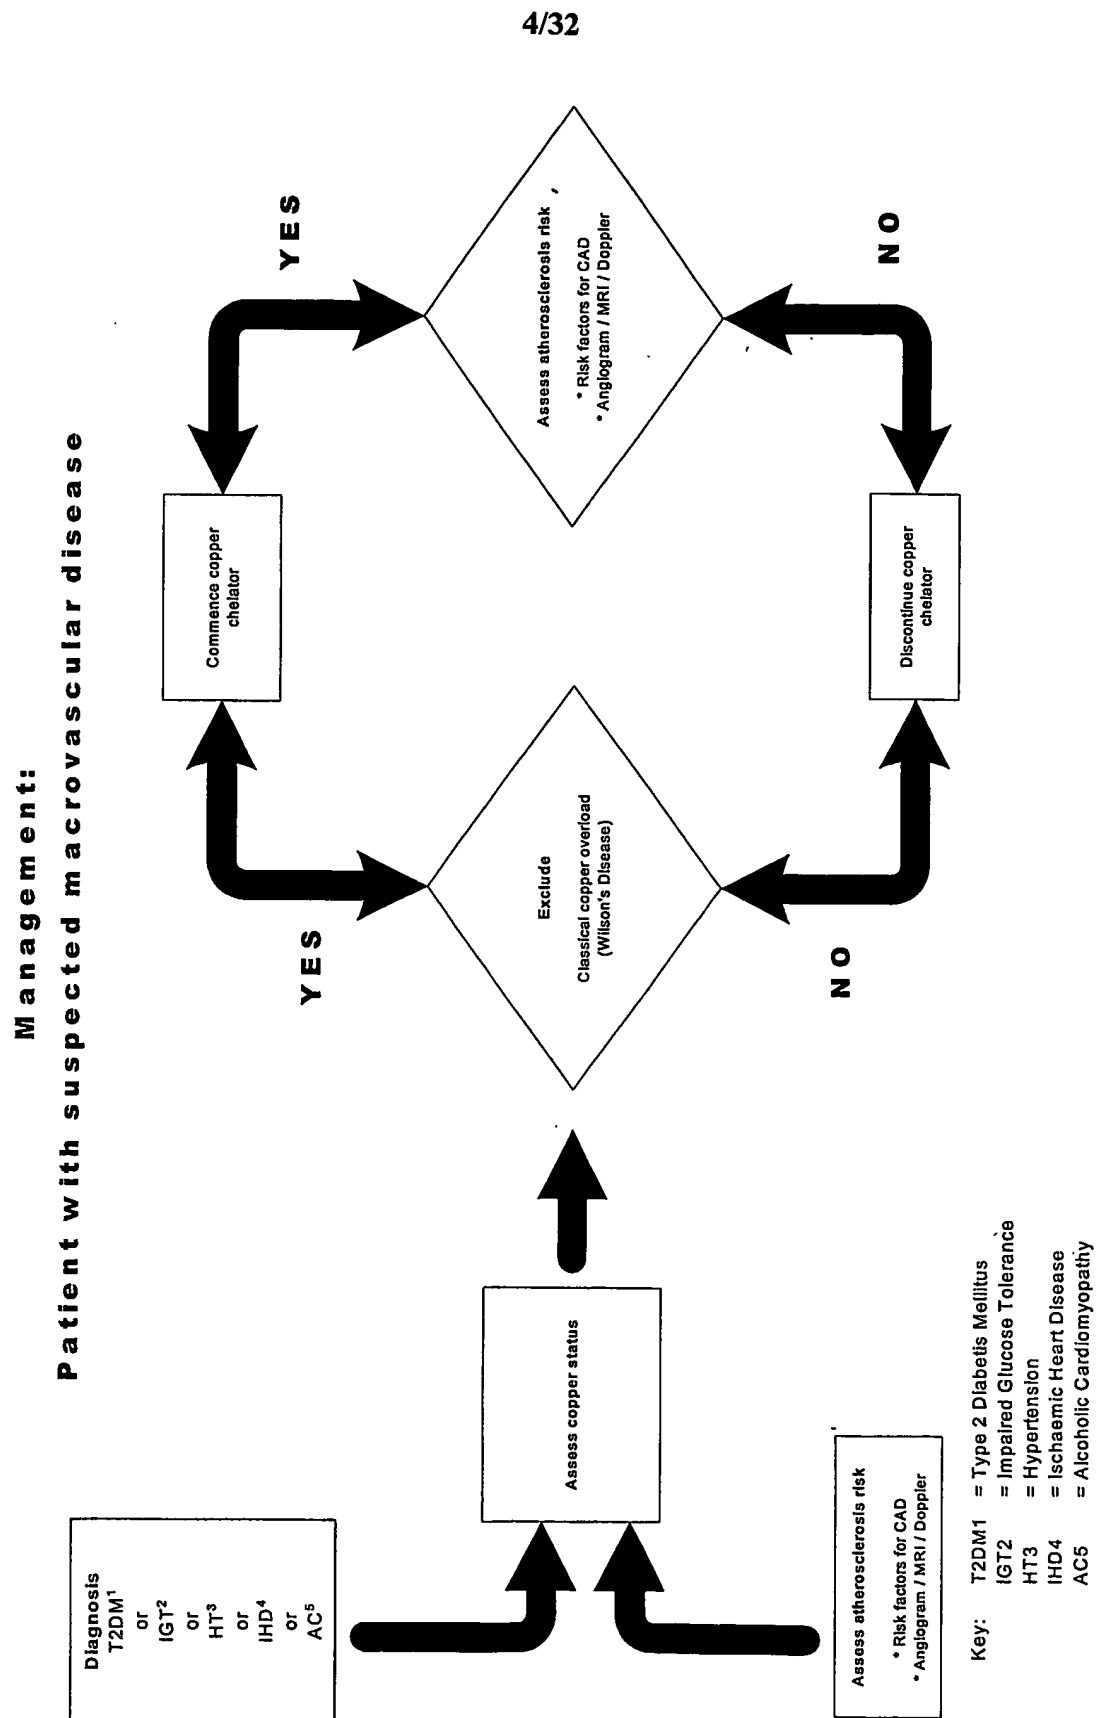 4/32
Management:
Patient with suspected macrovascular disease
Diagnosis
T2DM¹
or
IGT²
or
HT³
or
IHD⁴
or
AC⁵
Assess atherosclerosis risk
* Risk factors for CAD
* Angiogram / MRI / Doppler
Assess copper status
YES
Exclude
Classical copper overload
(Wilson's Disease)
NO
Commence copper
chelator
Discontinue copper
chelator
YES
Assess atherosclerosis risk
* Risk factors for CAD
* Angiogram / MRI / Doppler
NO
Key: T2DM1 = Type 2 Diabetis Mellitus
IGT2 = Impaired Glucose Tolerance
HT3 = Hypertension
IHD4 = Ischaemic Heart Disease
AC5 = Alcoholic Cardiomyopathy